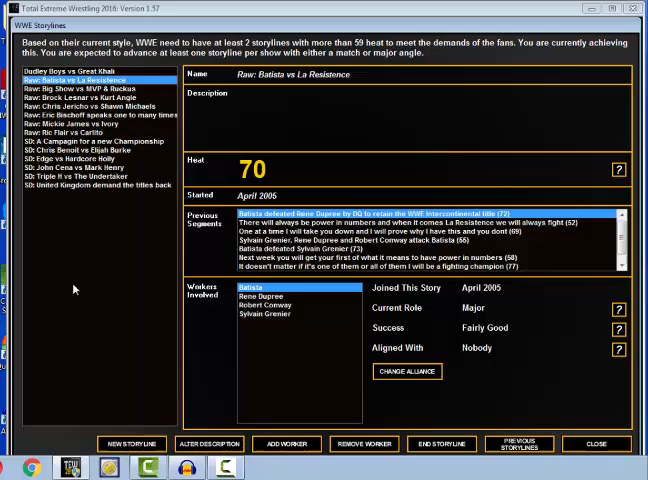 Total Extreme Wrestling 2016: Version 1.57
WWE Storylines
Based on their current style, WWE need to have at least 2 storylines with more than 59 heat to meet the demands of the fans. You are currently achieving
this. You are expected to advance at least one storyline per show with either a match or major angle.
Dudley Boys vs Great Khali
Raw: Batista vs La Resistence
Raw: Big Show vs MVP & Ruckus
Raw: Brock Lesnar vs Kurt Angle
Raw: Chris Jericho vs Shawn Michaels
Raw: Eric Bischoff speaks one to many times
Raw: Mickie James vs Ivory
Raw: Ric Flair vs Carlito
SD: A Campagin for a new Championship
SD: Chris Benoit vs Elijah Burke
SD: Edge vs Hardcore Holly
SD: John Cena vs Mark Henry
SD: Triple H vs The Undertaker
SD: United Kingdom demand the titles back
Name
Raw: Batista vs La Resistence
Description
Heat
70
?
Started
April 2005
Previous
Segments
Batista defeated Rene Dupree by DQ to retain the WWE Intercontinental title (72)
There will always be power in numbers and when it comes La Resistence we will always fight (52)
One at a time I will take you down and I will prove why I have this and you dont (69)
Sylvain Grenier, Rene Dupree and Robert Conway attack Batista (55)
Batista defeated Sylvain Grenier (73)
Next week you will get your first of what it means to have power in numbers (58)
It doesn't matter if it's one of them or all of them I will be a fighting champion (77)
Workers
Involved
Batista
Rene Dupree
Robert Conway
Sylvain Grenier
Joined This Story
April 2005
Current Role
Major
?
Success
Fairly Good
?
Aligned With
Nobody
?
CHANGE ALLIANCE
NEW STORYLINE
ALTER DESCRIPTION
ADD WORKER
REMOVE WORKER
END STORYLINE
PREVIOUS
STORYLINES
CLOSE